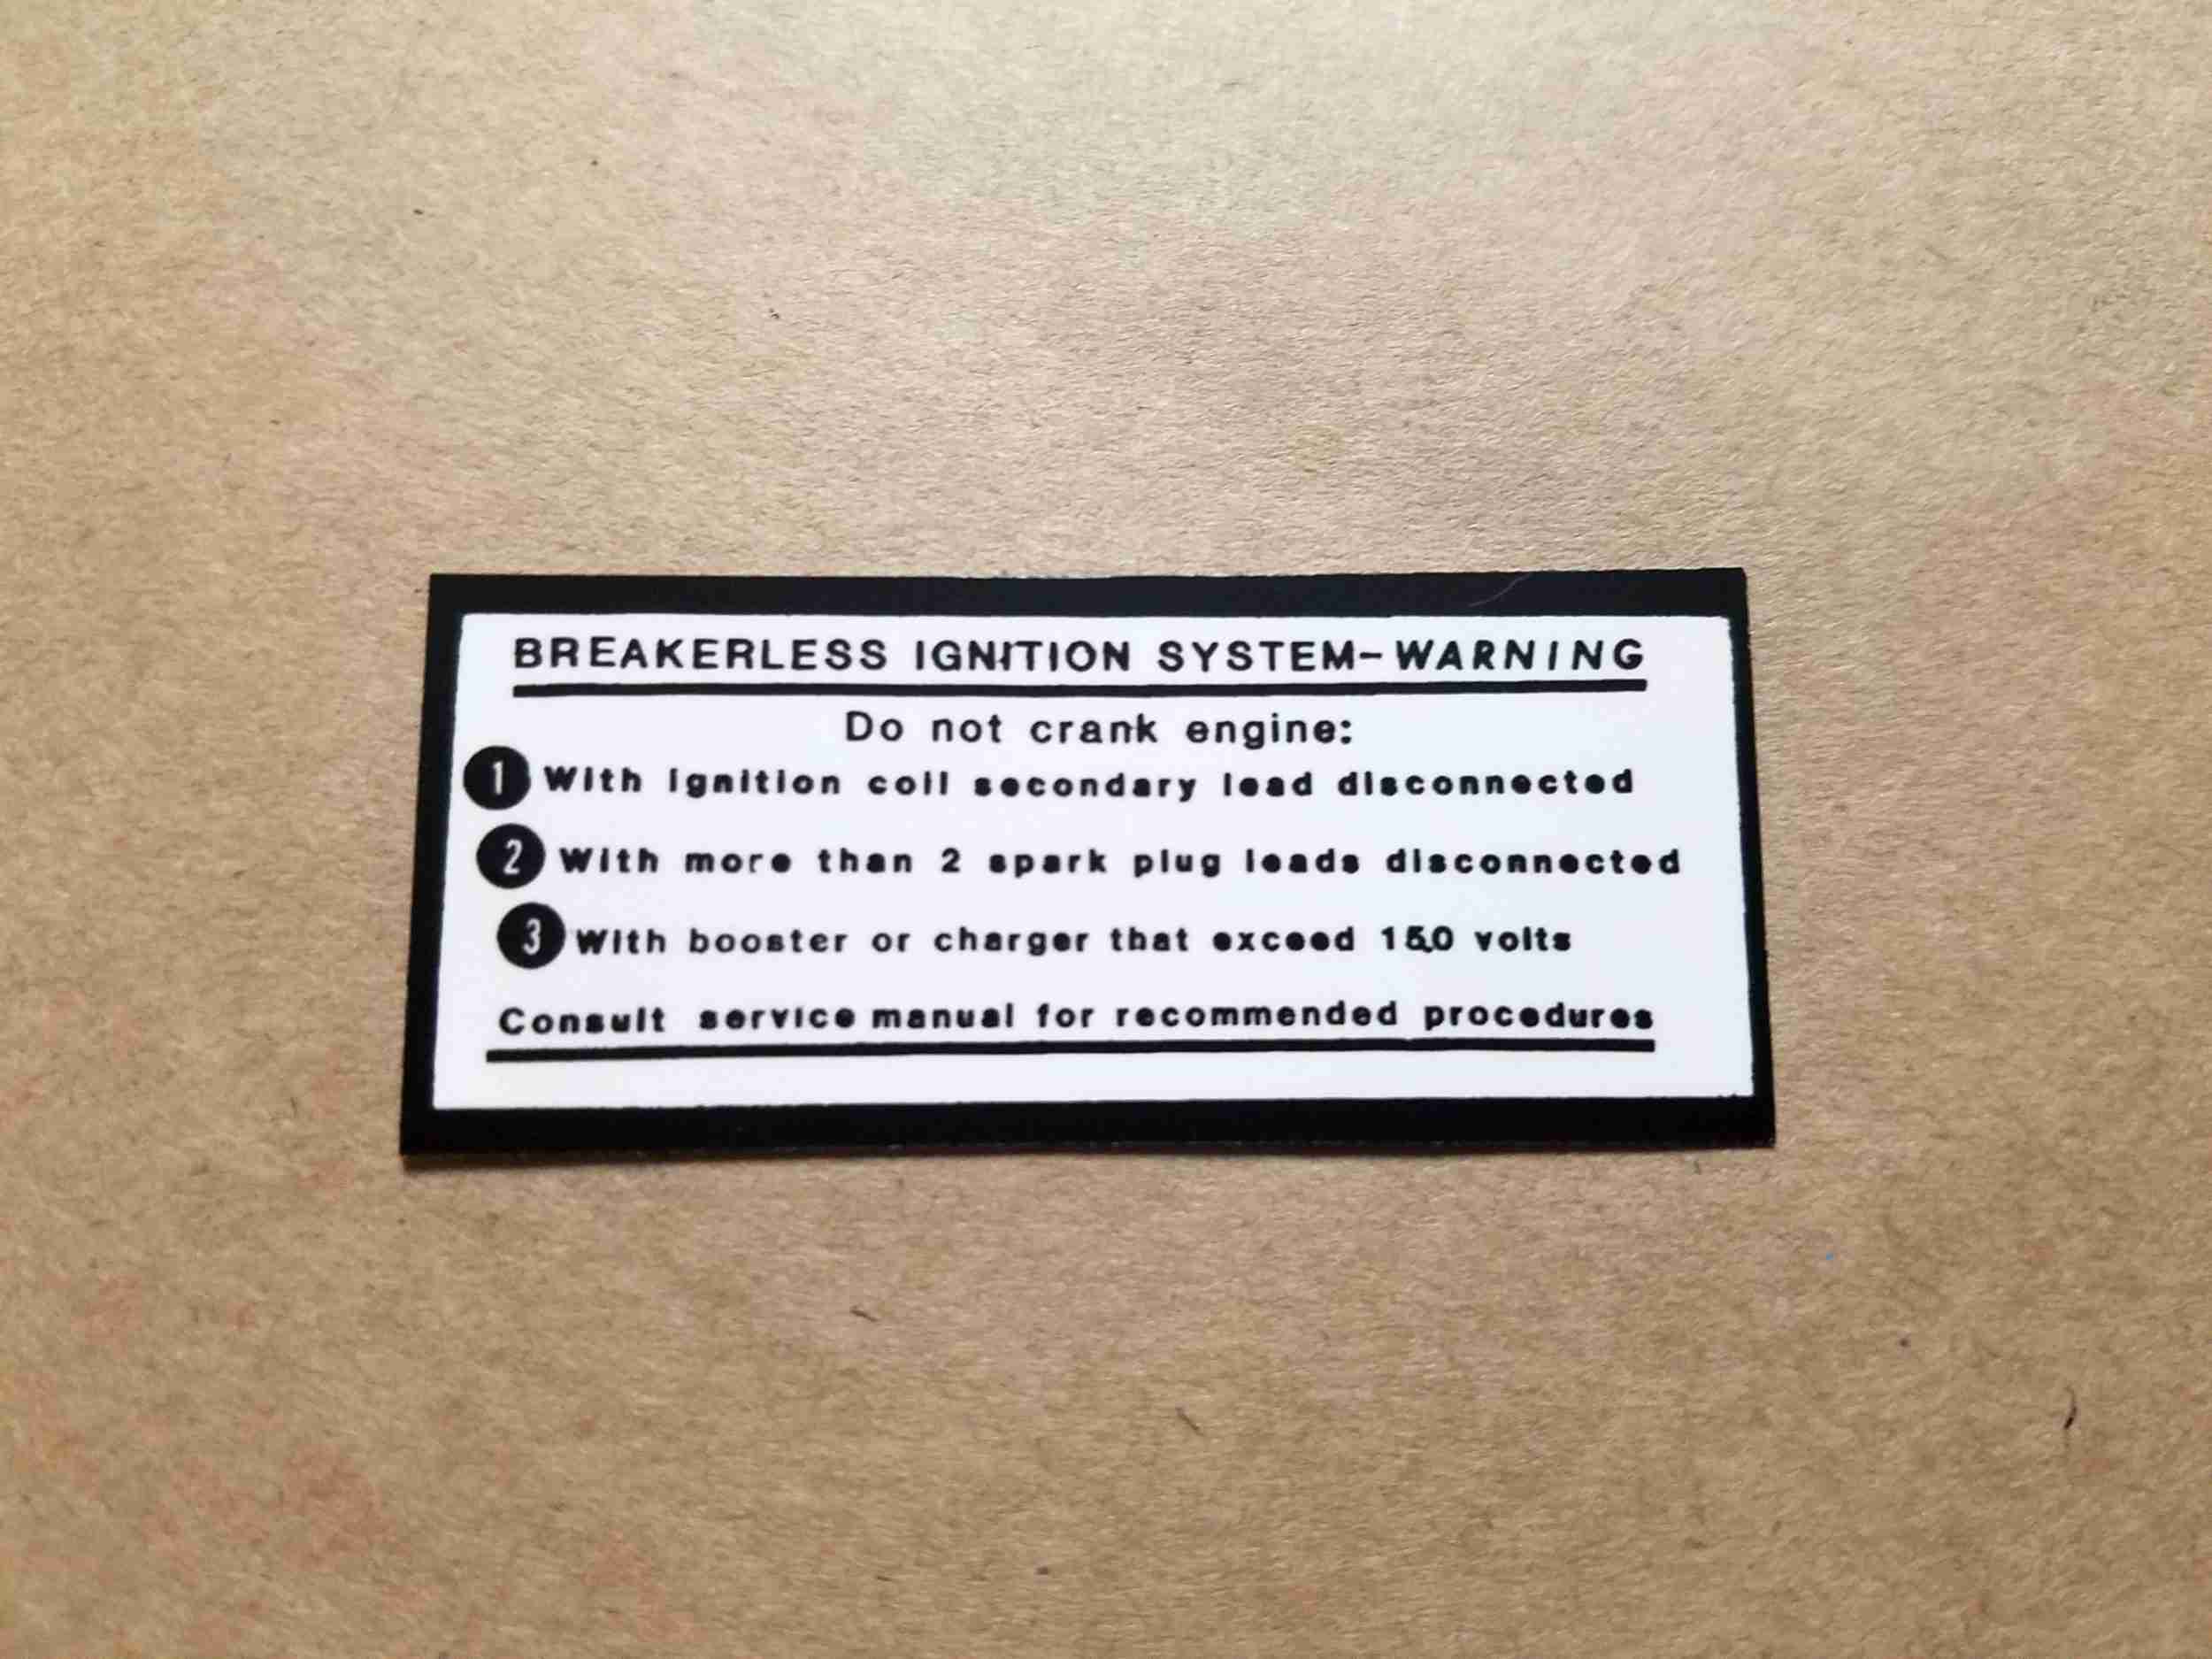 BREAKERLESS IGNITION SYSTEM-WARNING
Do not crank engine:
1 With ignition coil secondary lead disconnected
2 With more than 2 spark plug leads disconnected
3 With booster or charger that exceed 15.0 volts
Consult service manual for recommended procedures